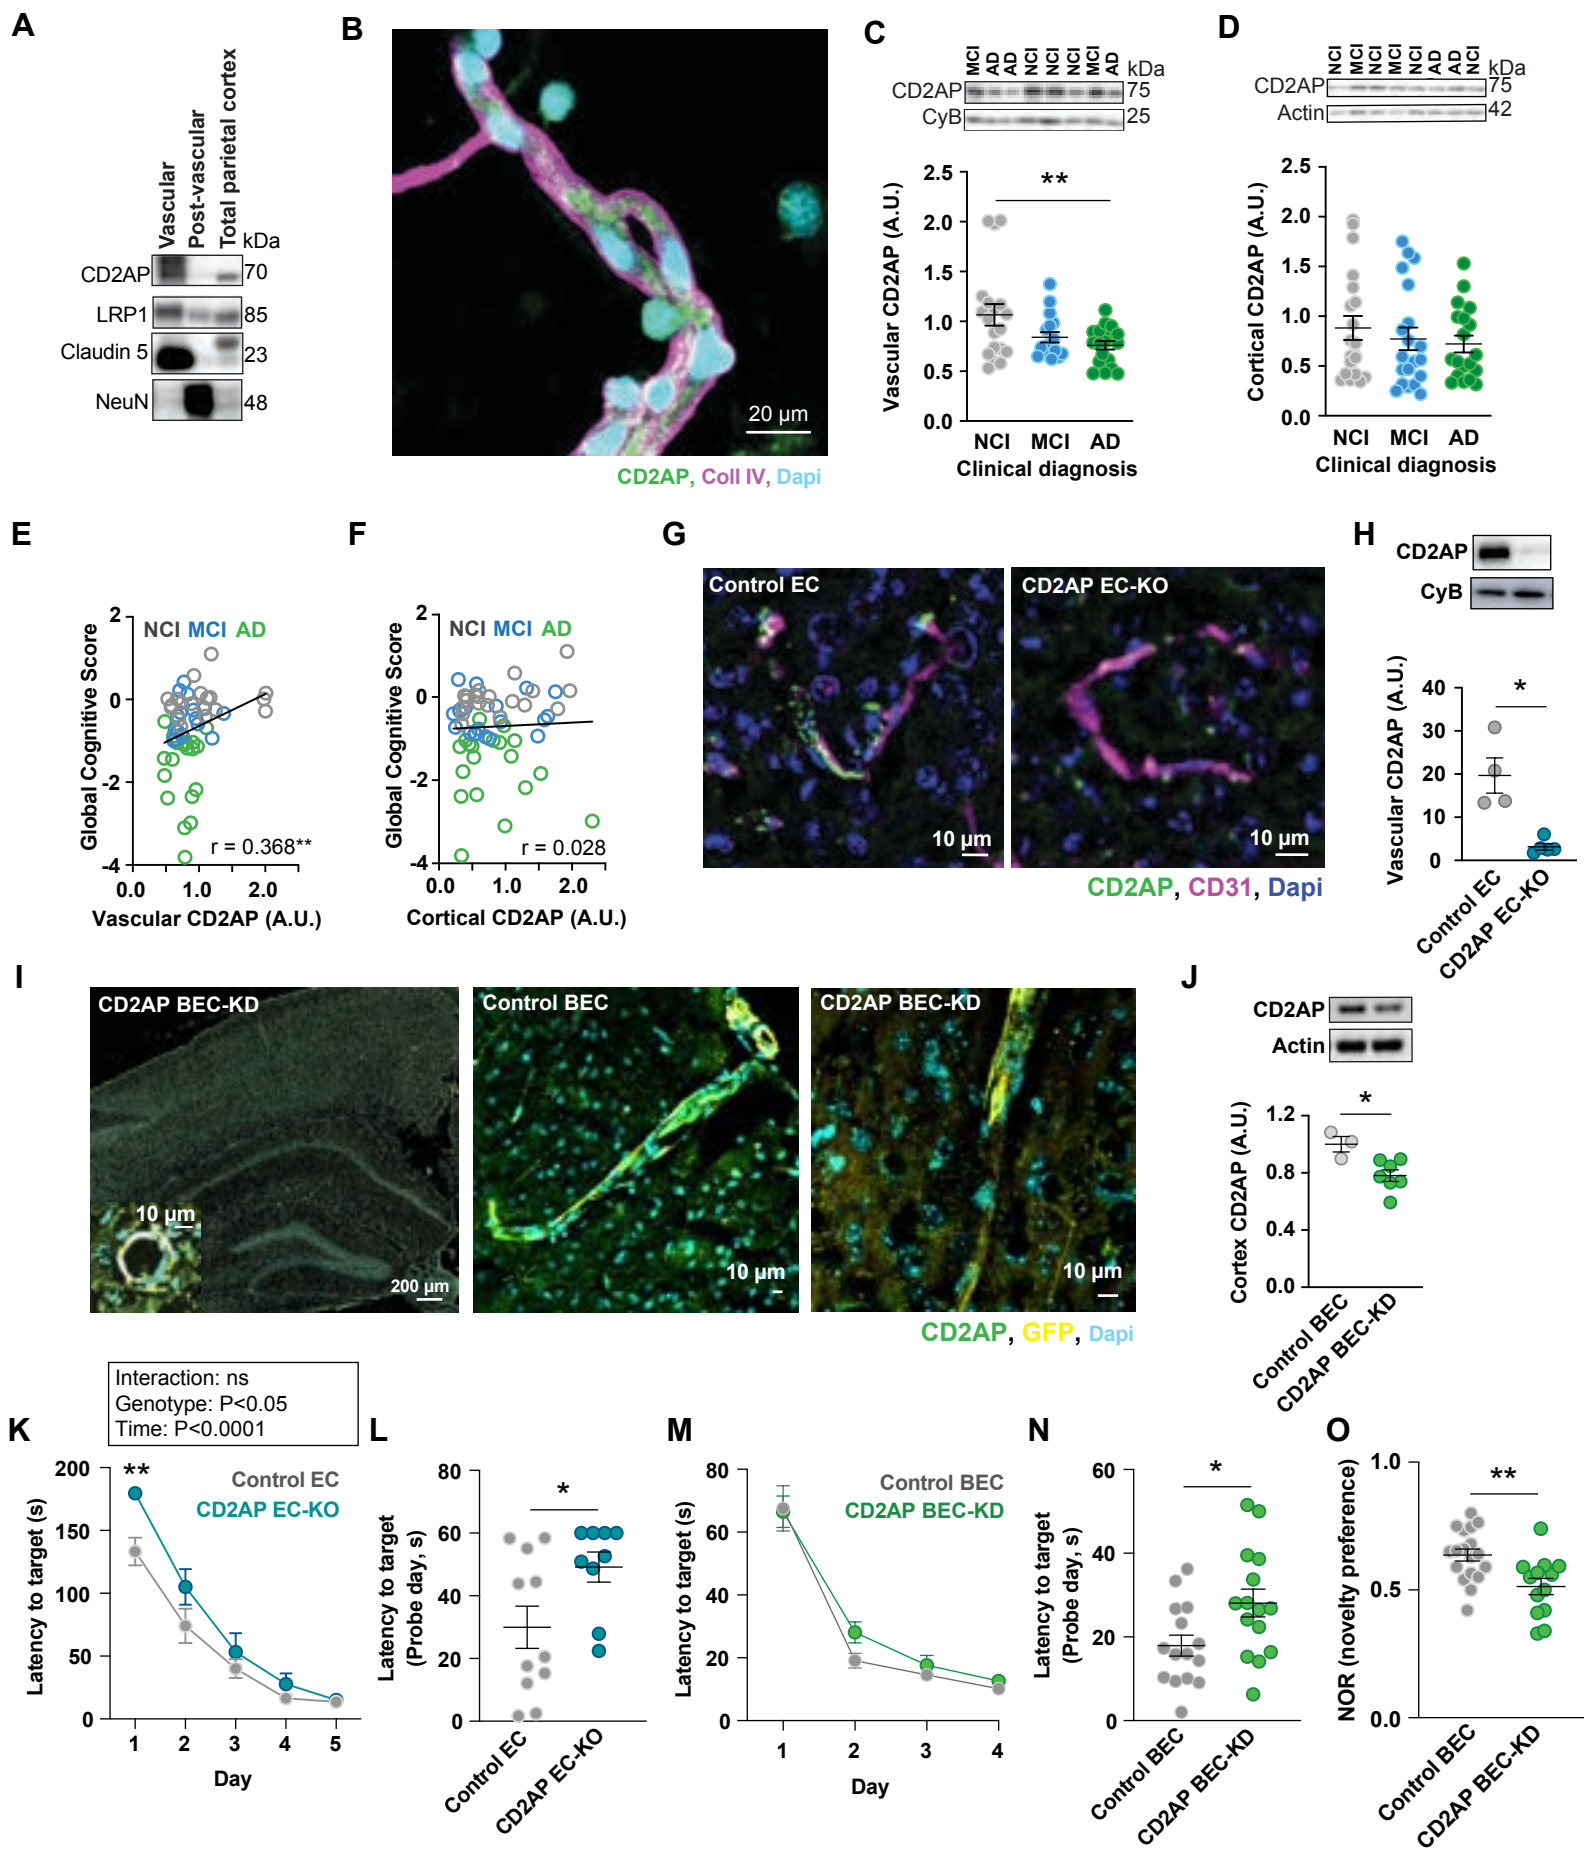 A
Vascular
Post-vascular
Total parietal cortex
kDa
CD2AP 70
LRP1 85
Claudin 5 23
NeuN 48
B
20 µm
CD2AP, Coll IV, Dapi
C
MCI AD AD NCI NCI NCI MCI AD kDa
CD2AP 75
CyB 25
Vascular CD2AP (A.U.)
2.5
2.0
1.5
1.0
0.5
0.0
**
NCI MCI AD
Clinical diagnosis
D
NCI MCI NCI MCI NCI AD AD NCI kDa
CD2AP 75
Actin 42
Cortical CD2AP (A.U.)
2.5
2.0
1.5
1.0
0.5
0.0
NCI MCI AD
Clinical diagnosis
E
Global Cognitive Score
2
0
-2
-4
NCI MCI AD
r = 0.368**
0.0 1.0 2.0
Vascular CD2AP (A.U.)
F
Global Cognitive Score
2
0
-2
-4
NCI MCI AD
r = 0.028
0.0 1.0 2.0
Cortical CD2AP (A.U.)
G
Control EC
10 µm
CD2AP EC-KO
10 µm
CD2AP, CD31, Dapi
H
CD2AP
CyB
Vascular CD2AP (A.U.)
40
30
20
10
0
*
Control EC
CD2AP EC-KO
I
CD2AP BEC-KD
10 µm
200 µm
Control BEC
10 µm
CD2AP BEC-KD
10 µm
CD2AP, GFP, Dapi
J
CD2AP
Actin
Cortex CD2AP (A.U.)
1.2
0.8
0.4
0.0
*
Control BEC
CD2AP BEC-KD
Interaction: ns
Genotype: P<0.05
Time: P<0.0001
K
Latency to target (s)
200
150
100
50
0
**
Control EC
CD2AP EC-KO
1 2 3 4 5
Day
L
Latency to target
(Probe day, s)
80
60
40
20
0
*
Control EC
CD2AP EC-KO
M
Latency to target (s)
80
60
40
20
0
Control BEC
CD2AP BEC-KD
1 2 3 4
Day
N
Latency to target
(Probe day, s)
60
40
20
0
*
Control BEC
CD2AP BEC-KD
O
NOR (novelty preference)
1.0
0.5
0.0
**
Control BEC
CD2AP BEC-KD